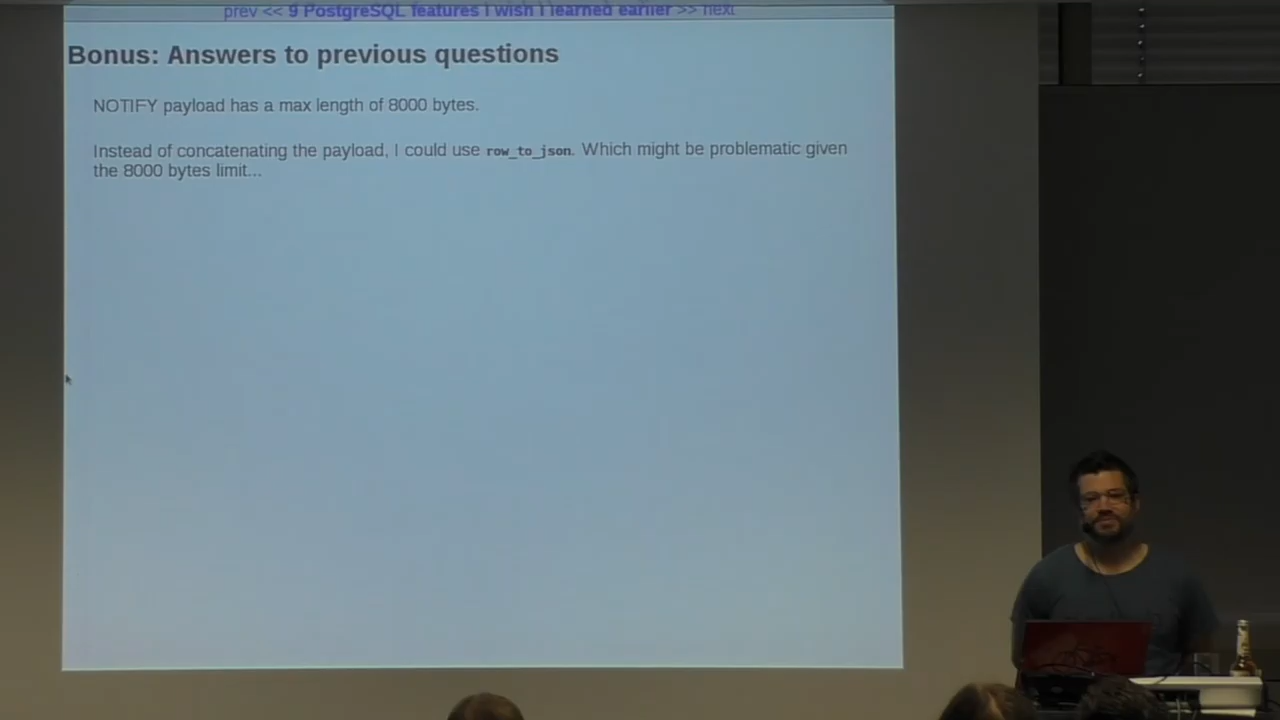 prev << 9 PostgreSQL features I wish I learned earlier >> next
Bonus: Answers to previous questions
NOTIFY payload has a max length of 8000 bytes.
Instead of concatenating the payload, I could use row_to_json. Which might be problematic given
the 8000 bytes limit...